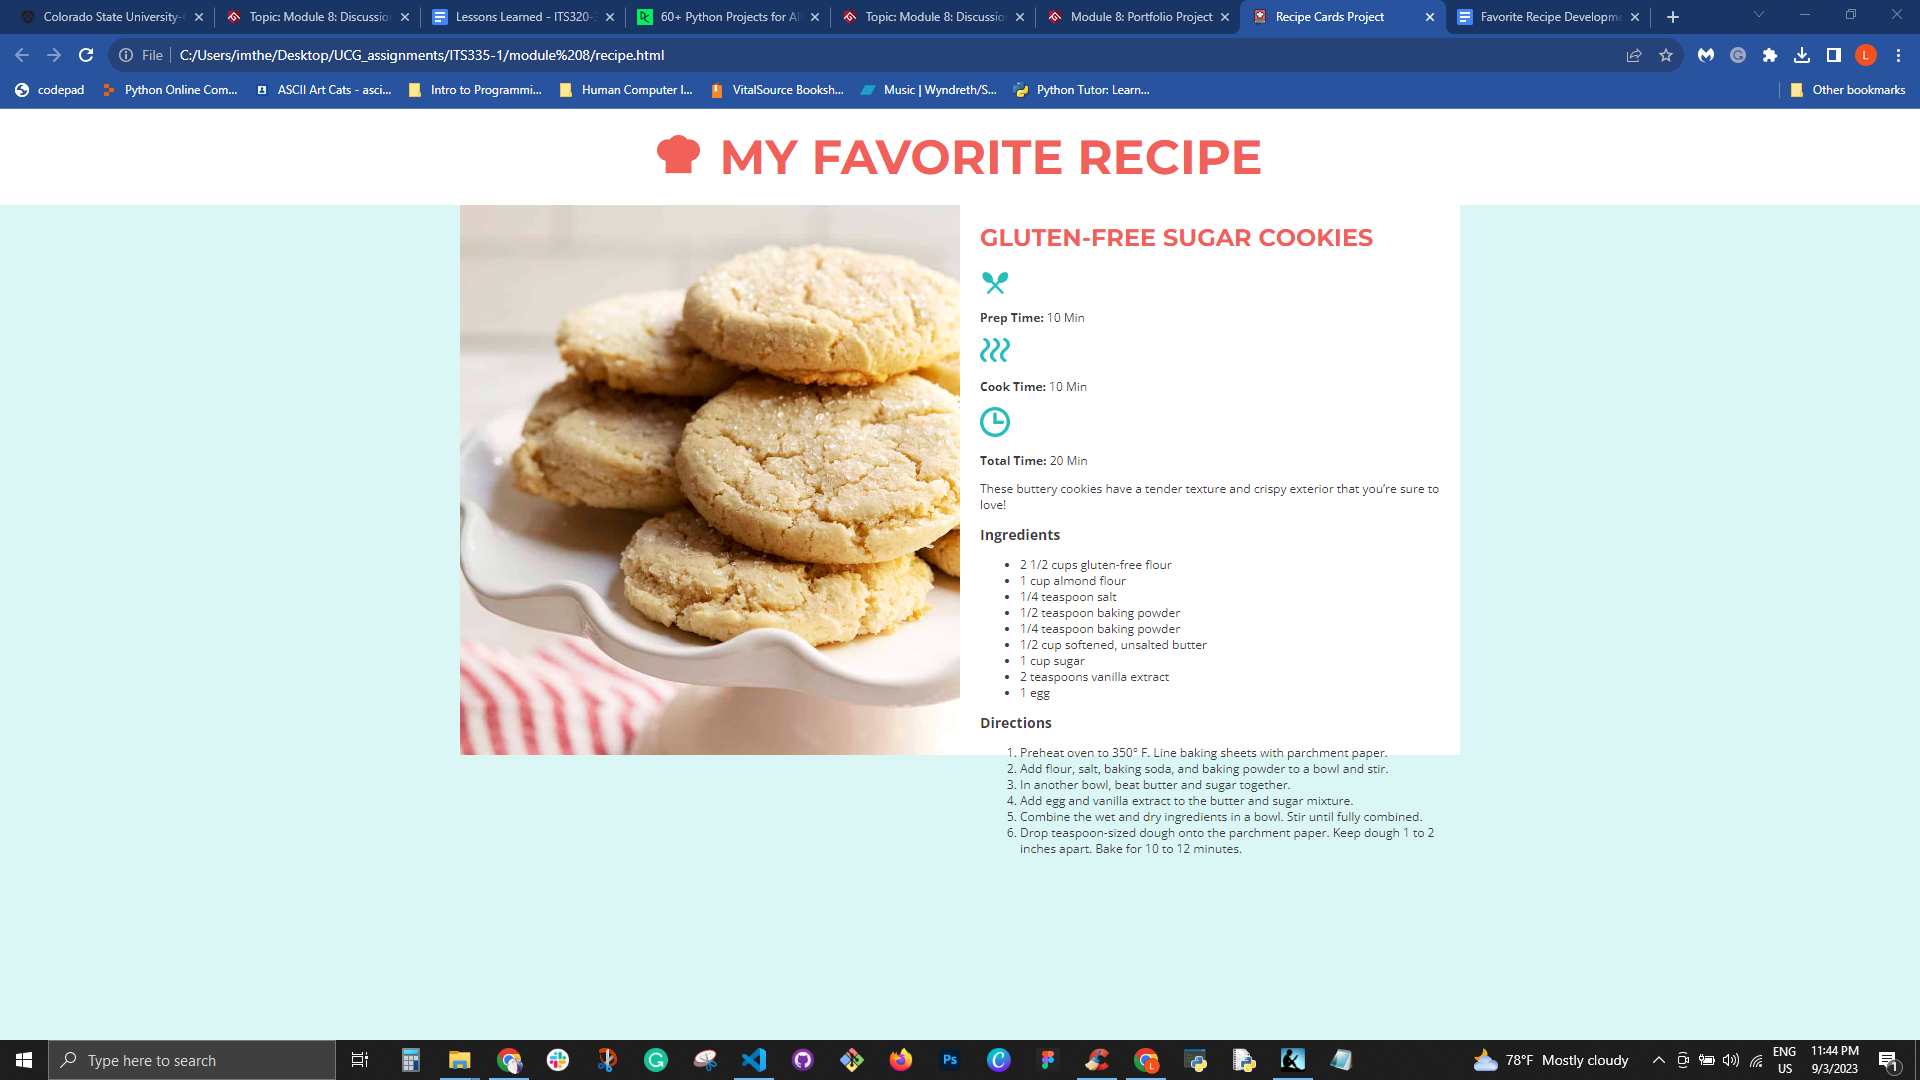 Colorado State University-
Topic: Module 8: Discussio
Lessons Learned - ITS320-
60+ Python Projects for Al
Topic: Module 8: Discussio
Module 8: Portfolio Project
Recipe Cards Project
Favorite Recipe Developm
File
C:/Users/imthe/Desktop/UCG_assignments/ITS335-1/module%208/recipe.html
L
codepad
Python Online Com...
ASCII Art Cats - asci...
Intro to Programmi...
Human Computer I...
VitalSource Booksh...
Music | Wyndreth/S...
Python Tutor: Learn...
Other bookmarks
MY FAVORITE RECIPE
GLUTEN-FREE SUGAR COOKIES
Prep Time: 10 Min
Cook Time: 10 Min
Total Time: 20 Min
These buttery cookies have a tender texture and crispy exterior that you’re sure to
love!
Ingredients
• 2 1/2 cups gluten-free flour
• 1 cup almond flour
• 1/4 teaspoon salt
• 1/2 teaspoon baking powder
• 1/4 teaspoon baking powder
• 1/2 cup softened, unsalted butter
• 1 cup sugar
• 2 teaspoons vanilla extract
• 1 egg
Directions
1. Preheat oven to 350° F. Line baking sheets with parchment paper.
2. Add flour, salt, baking soda, and baking powder to a bowl and stir.
3. In another bowl, beat butter and sugar together.
4. Add egg and vanilla extract to the butter and sugar mixture.
5. Combine the wet and dry ingredients in a bowl. Stir until fully combined.
6. Drop teaspoon-sized dough onto the parchment paper. Keep dough 1 to 2
inches apart. Bake for 10 to 12 minutes.
Type here to search
Ps
78°F Mostly cloudy
ENG
US
11:44 PM
9/3/2023
1